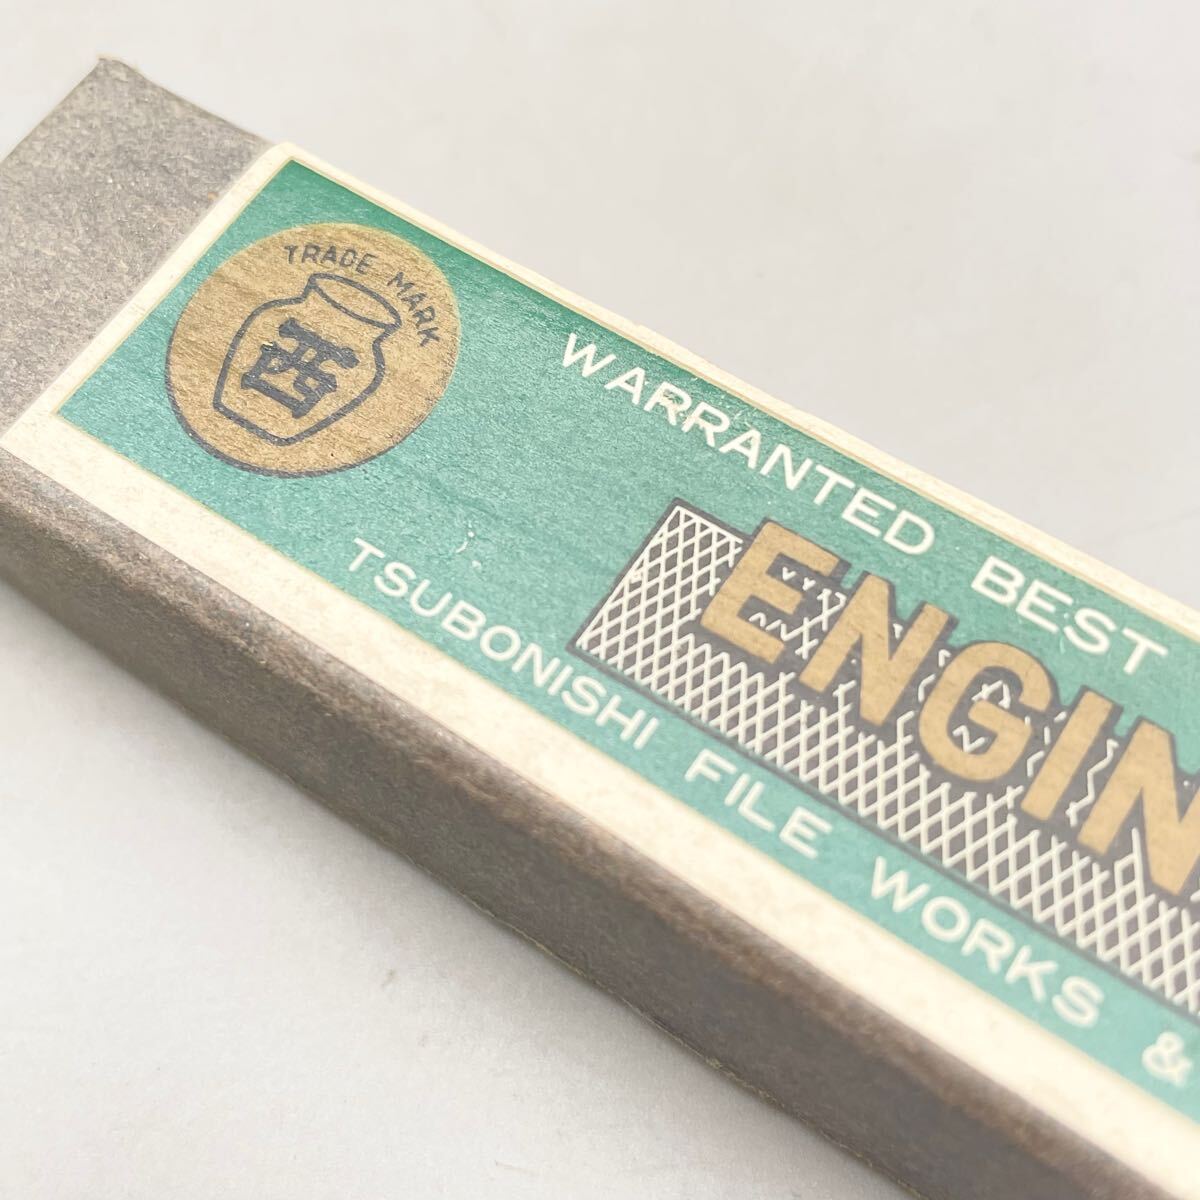 TRADE MARK
西
WARRANTED BEST
ENGIN
TSUBONISHI FILE WORKS &